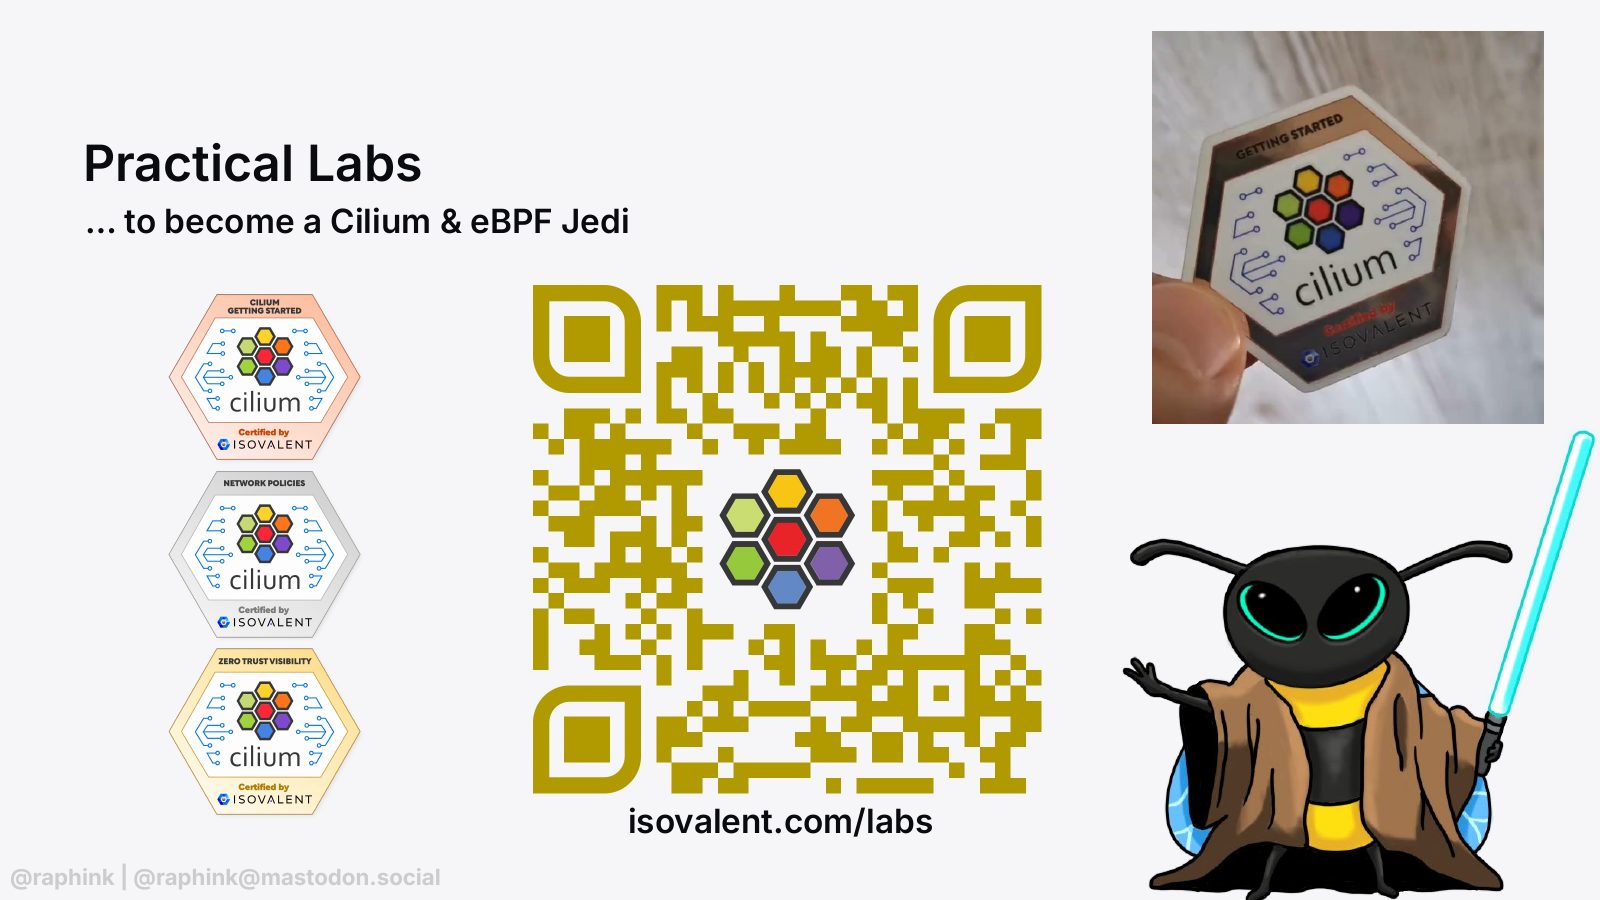 Practical Labs
... to become a Cilium & eBPF Jedi
CILIUM
GETTING STARTED
cilium
Certified by
ISOVALENT
NETWORK POLICIES
cilium
Certified by
ISOVALENT
ZERO TRUST VISIBILITY
cilium
Certified by
ISOVALENT
isovalent.com/labs
GETTING STARTED
cilium
Certified by
ISOVALENT
@raphink | @raphink@mastodon.social